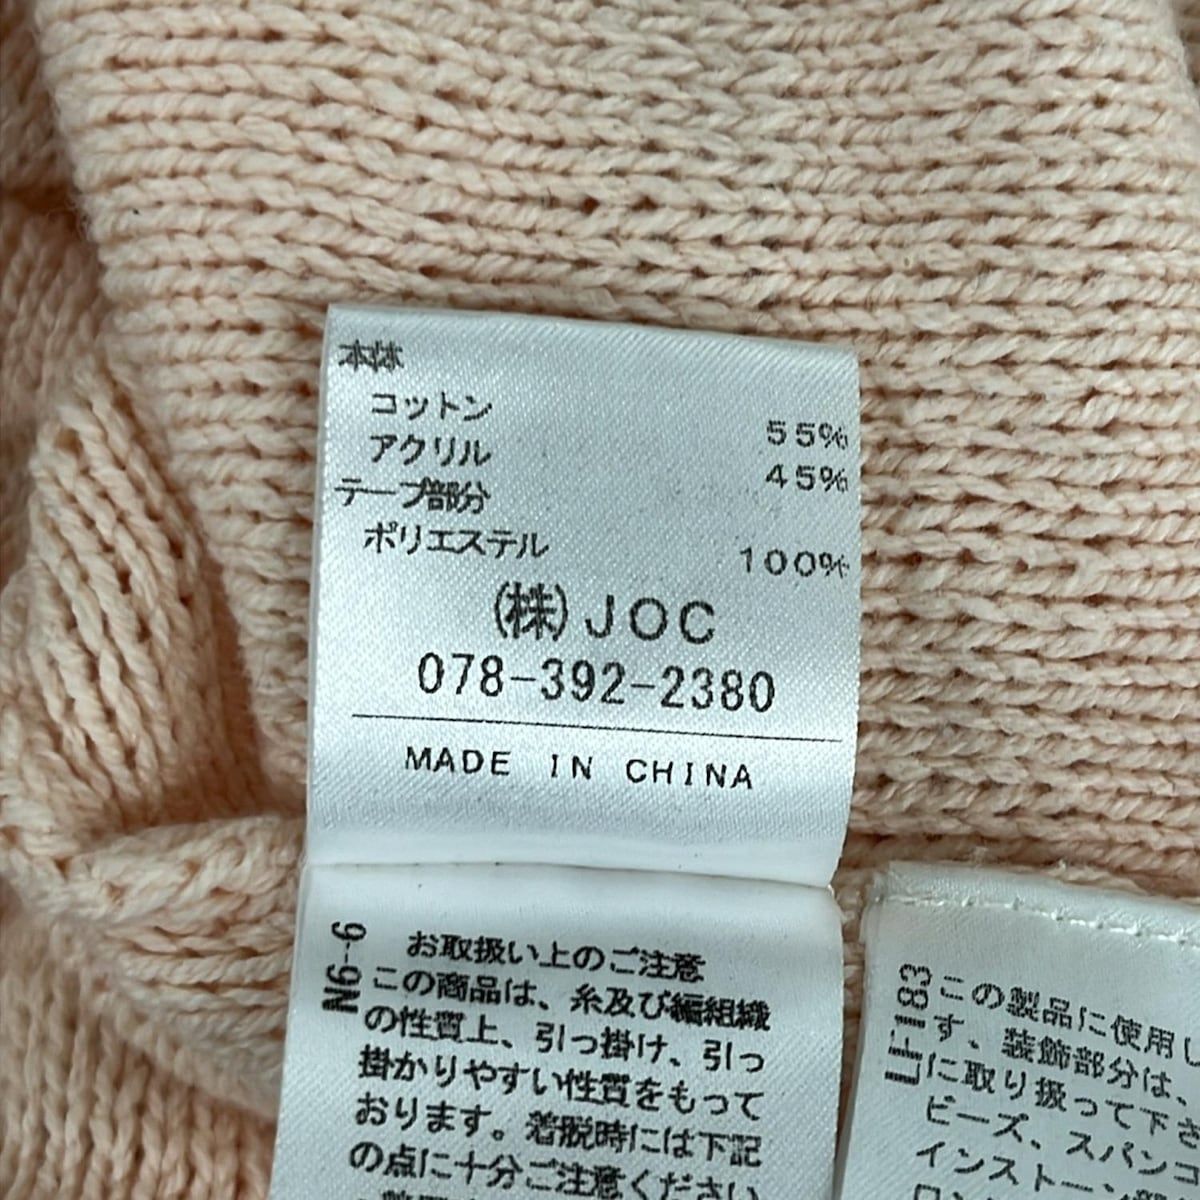 本体
コットン 55%
アクリル 45%
テープ部分
ポリエステル 100%
(株)JOC
078-392-2380
MADE IN CHINA
N6-6
お取扱い上のご注意
この商品は、糸及び編組織
の性質上、引っ掛け、引っ
掛かりやすい性質をもって
おります。着脱時には下記
の点に十分ご注意ください
LFH83
この製品に使用し
す、装飾部分は、
に取り扱って下さ
ビーズ、スパンコ
インストーン